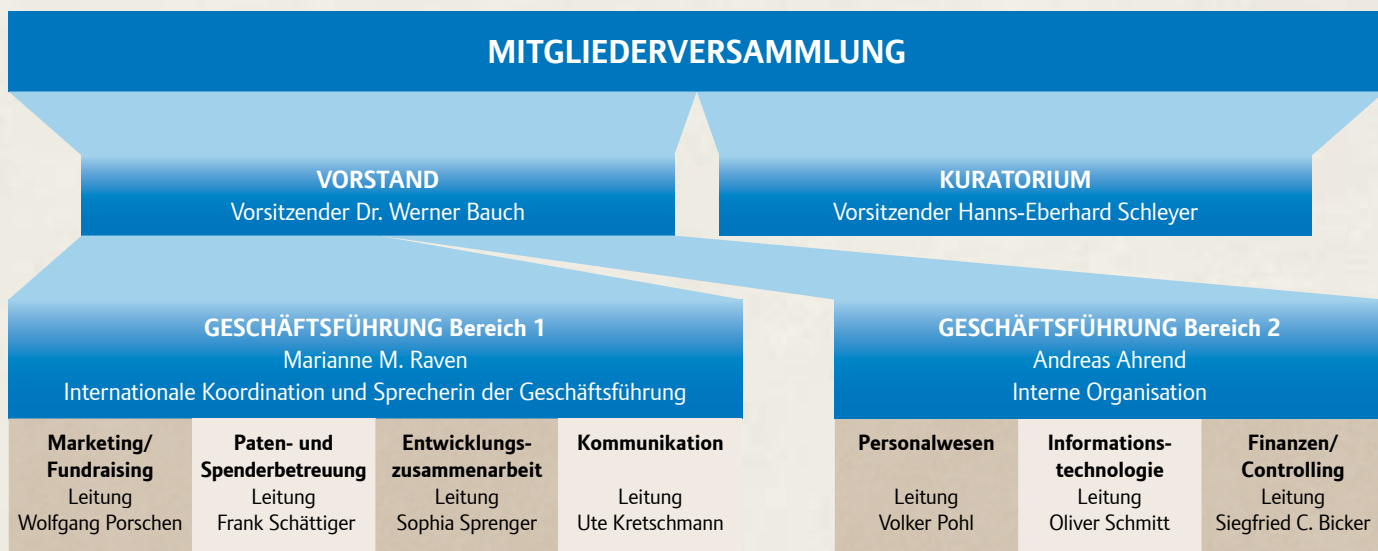 MITGLIEDERVERSAMMLUNG
VORSTAND
Vorsitzender Dr. Werner Bauch
KURATORIUM
Vorsitzender Hanns-Eberhard Schleyer
GESCHÄFTSFÜHRUNG Bereich 1
Marianne M. Raven
Internationale Koordination und Sprecherin der Geschäftsführung
GESCHÄFTSFÜHRUNG Bereich 2
Andreas Ahrend
Interne Organisation
Marketing/
Fundraising
Leitung
Wolfgang Porschen
Paten- und
Spenderbetreuung
Leitung
Frank Schättiger
Entwicklungs-
zusammenarbeit
Leitung
Sophia Sprenger
Kommunikation
Leitung
Ute Kretschmann
Personalwesen
Leitung
Volker Pohl
Informations-
technologie
Leitung
Oliver Schmitt
Finanzen/
Controlling
Leitung
Siegfried C. Bicker